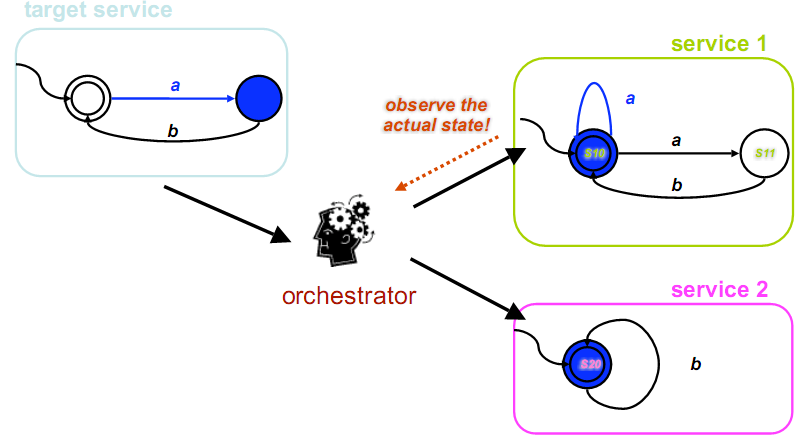 target service
a
b
observe the
actual state!
orchestrator
service 1
a
S10
a
S11
b
service 2
S20
b